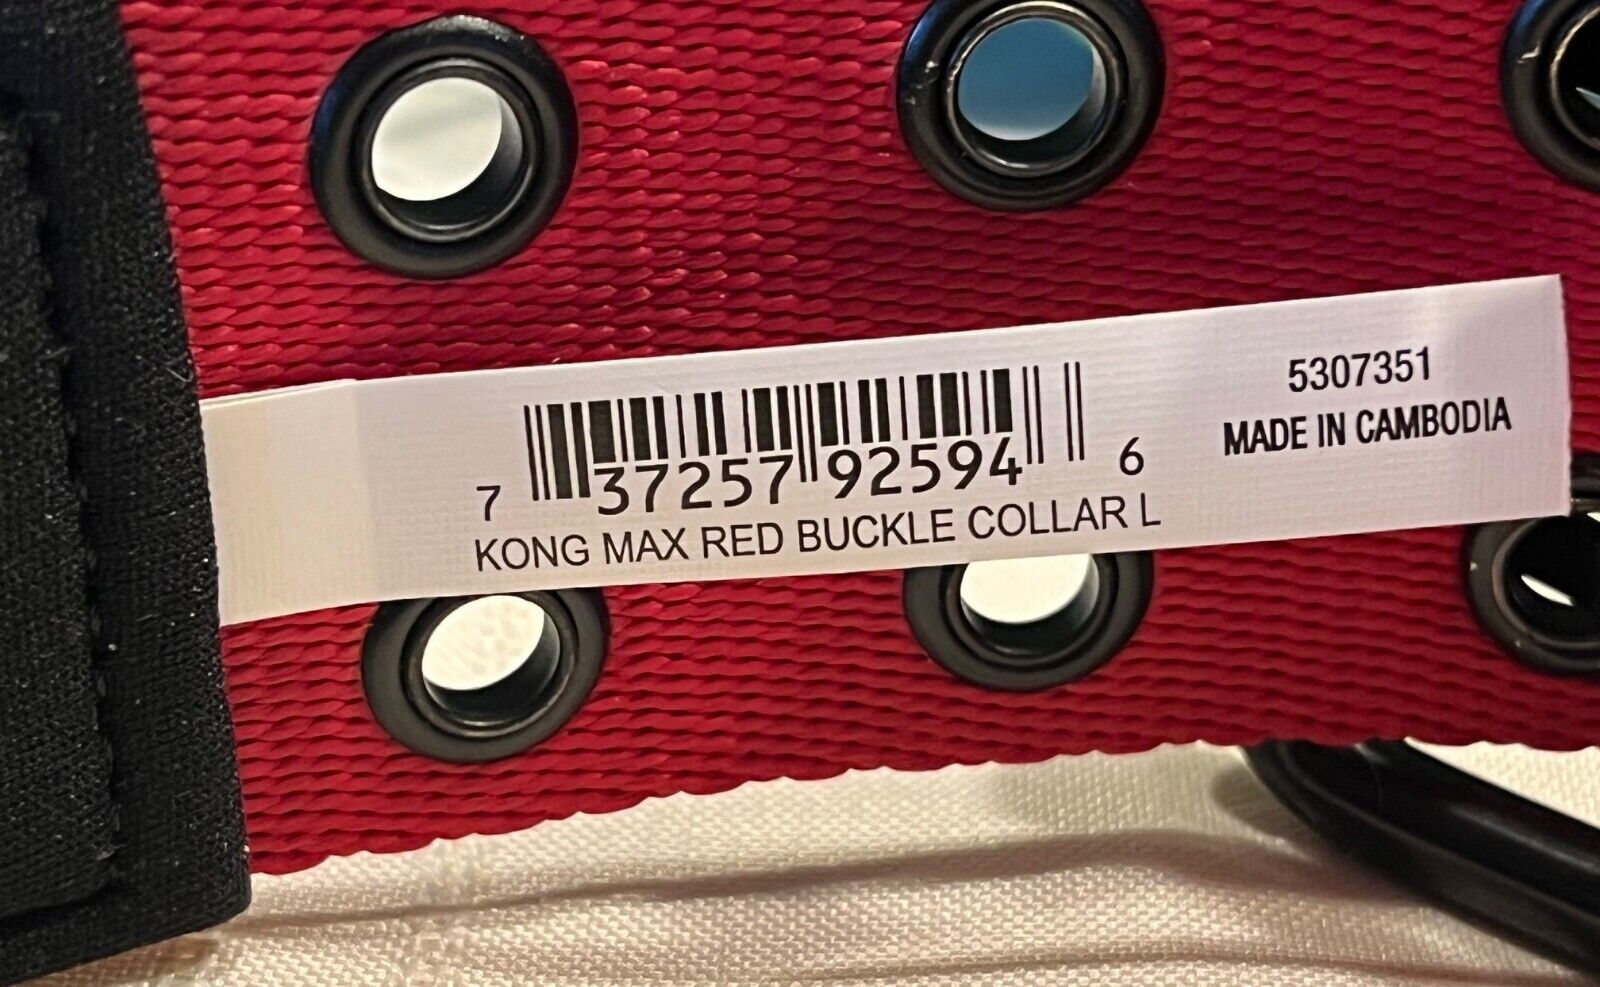 7 37257 92594 6
KONG MAX RED BUCKLE COLLAR L
5307351
MADE IN CAMBODIA